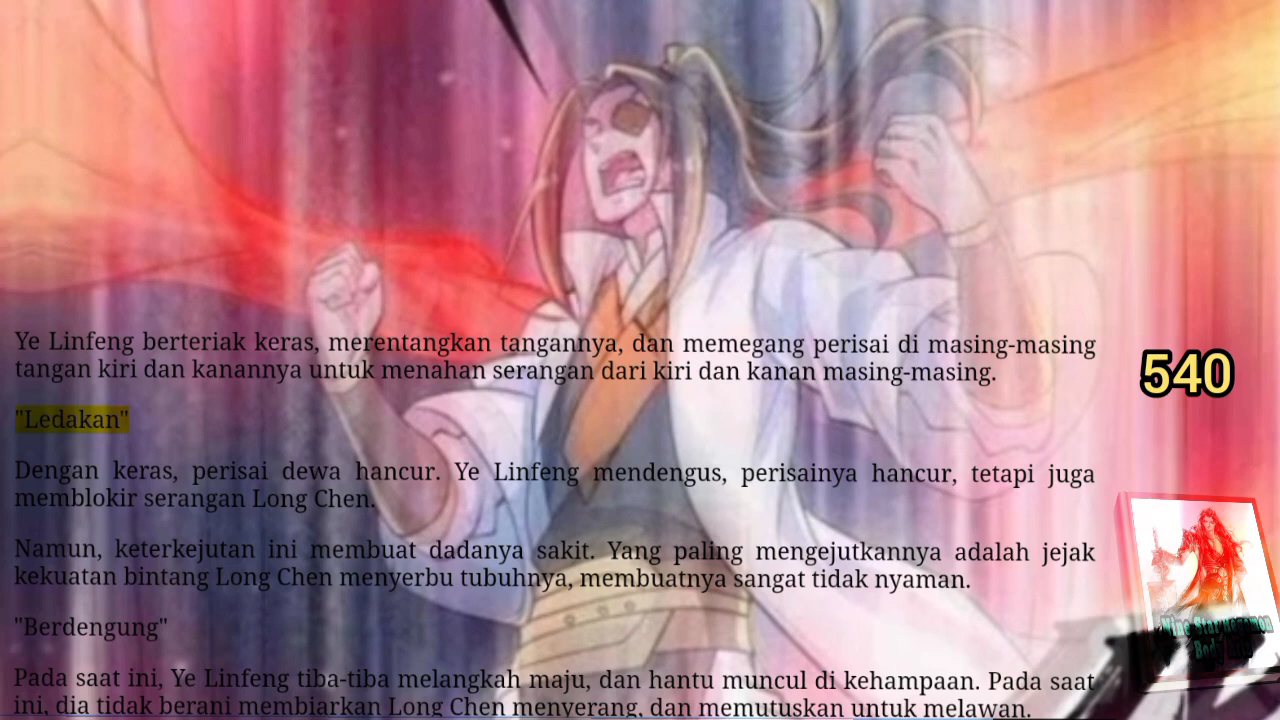 Ye Linfeng berteriak keras, merentangkan tangannya, dan memegang perisai di masing-masing
tangan kiri dan kanannya untuk menahan serangan dari kiri dan kanan masing-masing.
"Ledakan"
Dengan keras, perisai dewa hancur. Ye Linfeng mendengus, perisainya hancur, tetapi juga
memblokir serangan Long Chen.
Namun, keterkejutan ini membuat dadanya sakit. Yang paling mengejutkannya adalah jejak
kekuatan bintang Long Chen menyerbu tubuhnya, membuatnya sangat tidak nyaman.
"Berdengung"
Pada saat ini, Ye Linfeng tiba-tiba melangkah maju, dan hantu muncul di kehampaan. Pada saat
ini, dia tidak berani membiarkan Long Chen menyerang, dan memutuskan untuk melawan.
540
Nine Star
Body